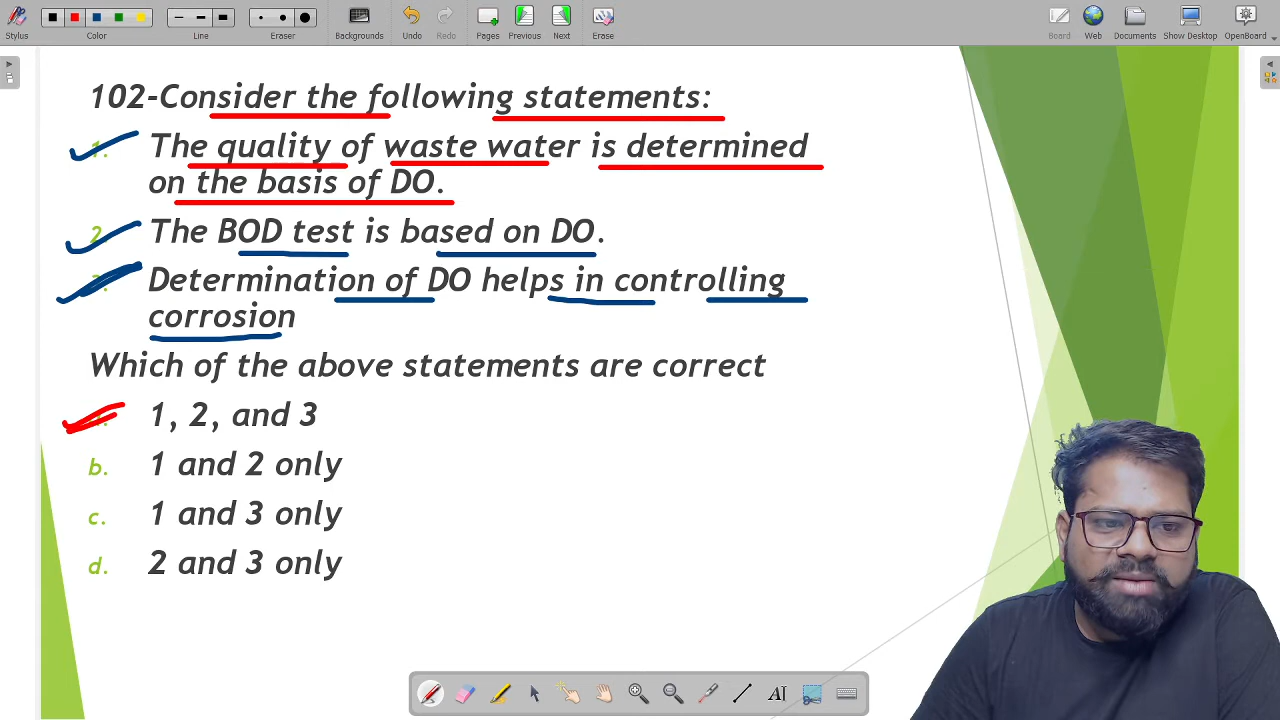 Stylus
Color
Line
Eraser
Backgrounds
Undo
Redo
Pages
Previous
Next
Erase
Board
Web
Documents
Show Desktop
OpenBoard
102-Consider the following statements:
The quality of waste water is determined
on the basis of DO.
2. The BOD test is based on DO.
Determination of DO helps in controlling
corrosion
Which of the above statements are correct
1, 2, and 3
b. 1 and 2 only
c. 1 and 3 only
d. 2 and 3 only